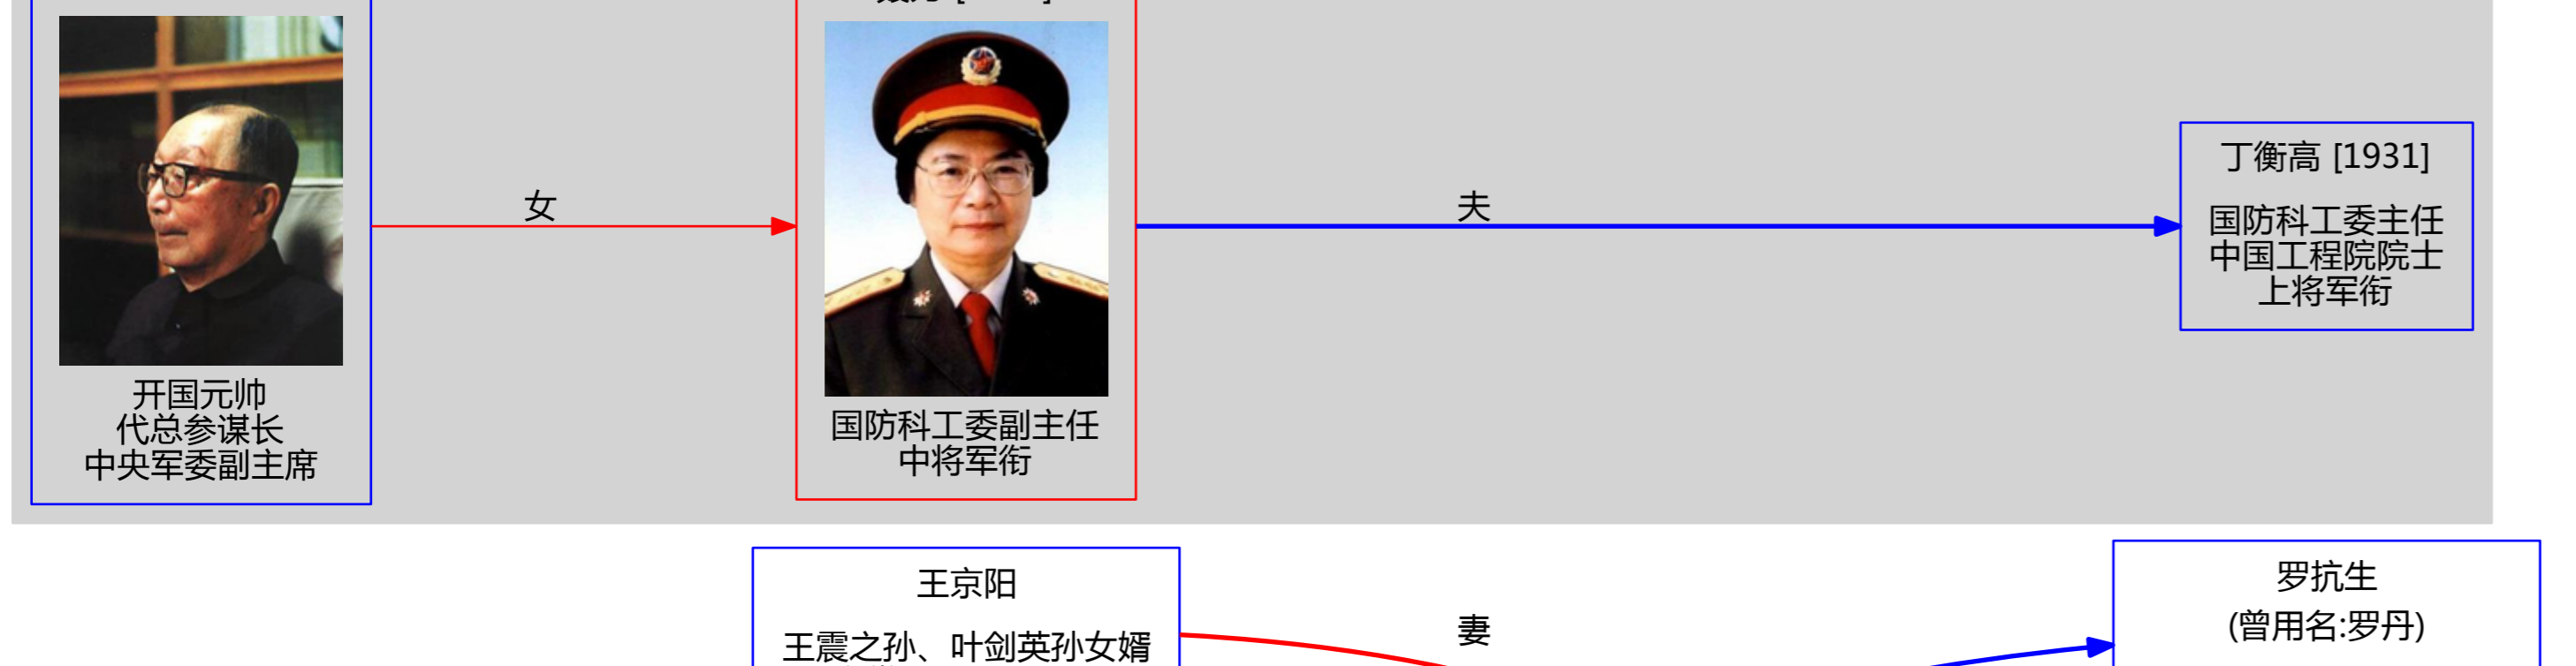 女
夫
丁衡高 [1931]
国防科工委主任
中国工程院院士
上将军衔
开国元帅
代总参谋长
中央军委副主席
国防科工委副主任
中将军衔
王京阳
王震之孙、叶剑英孙女婿
妻
罗抗生
(曾用名:罗丹)